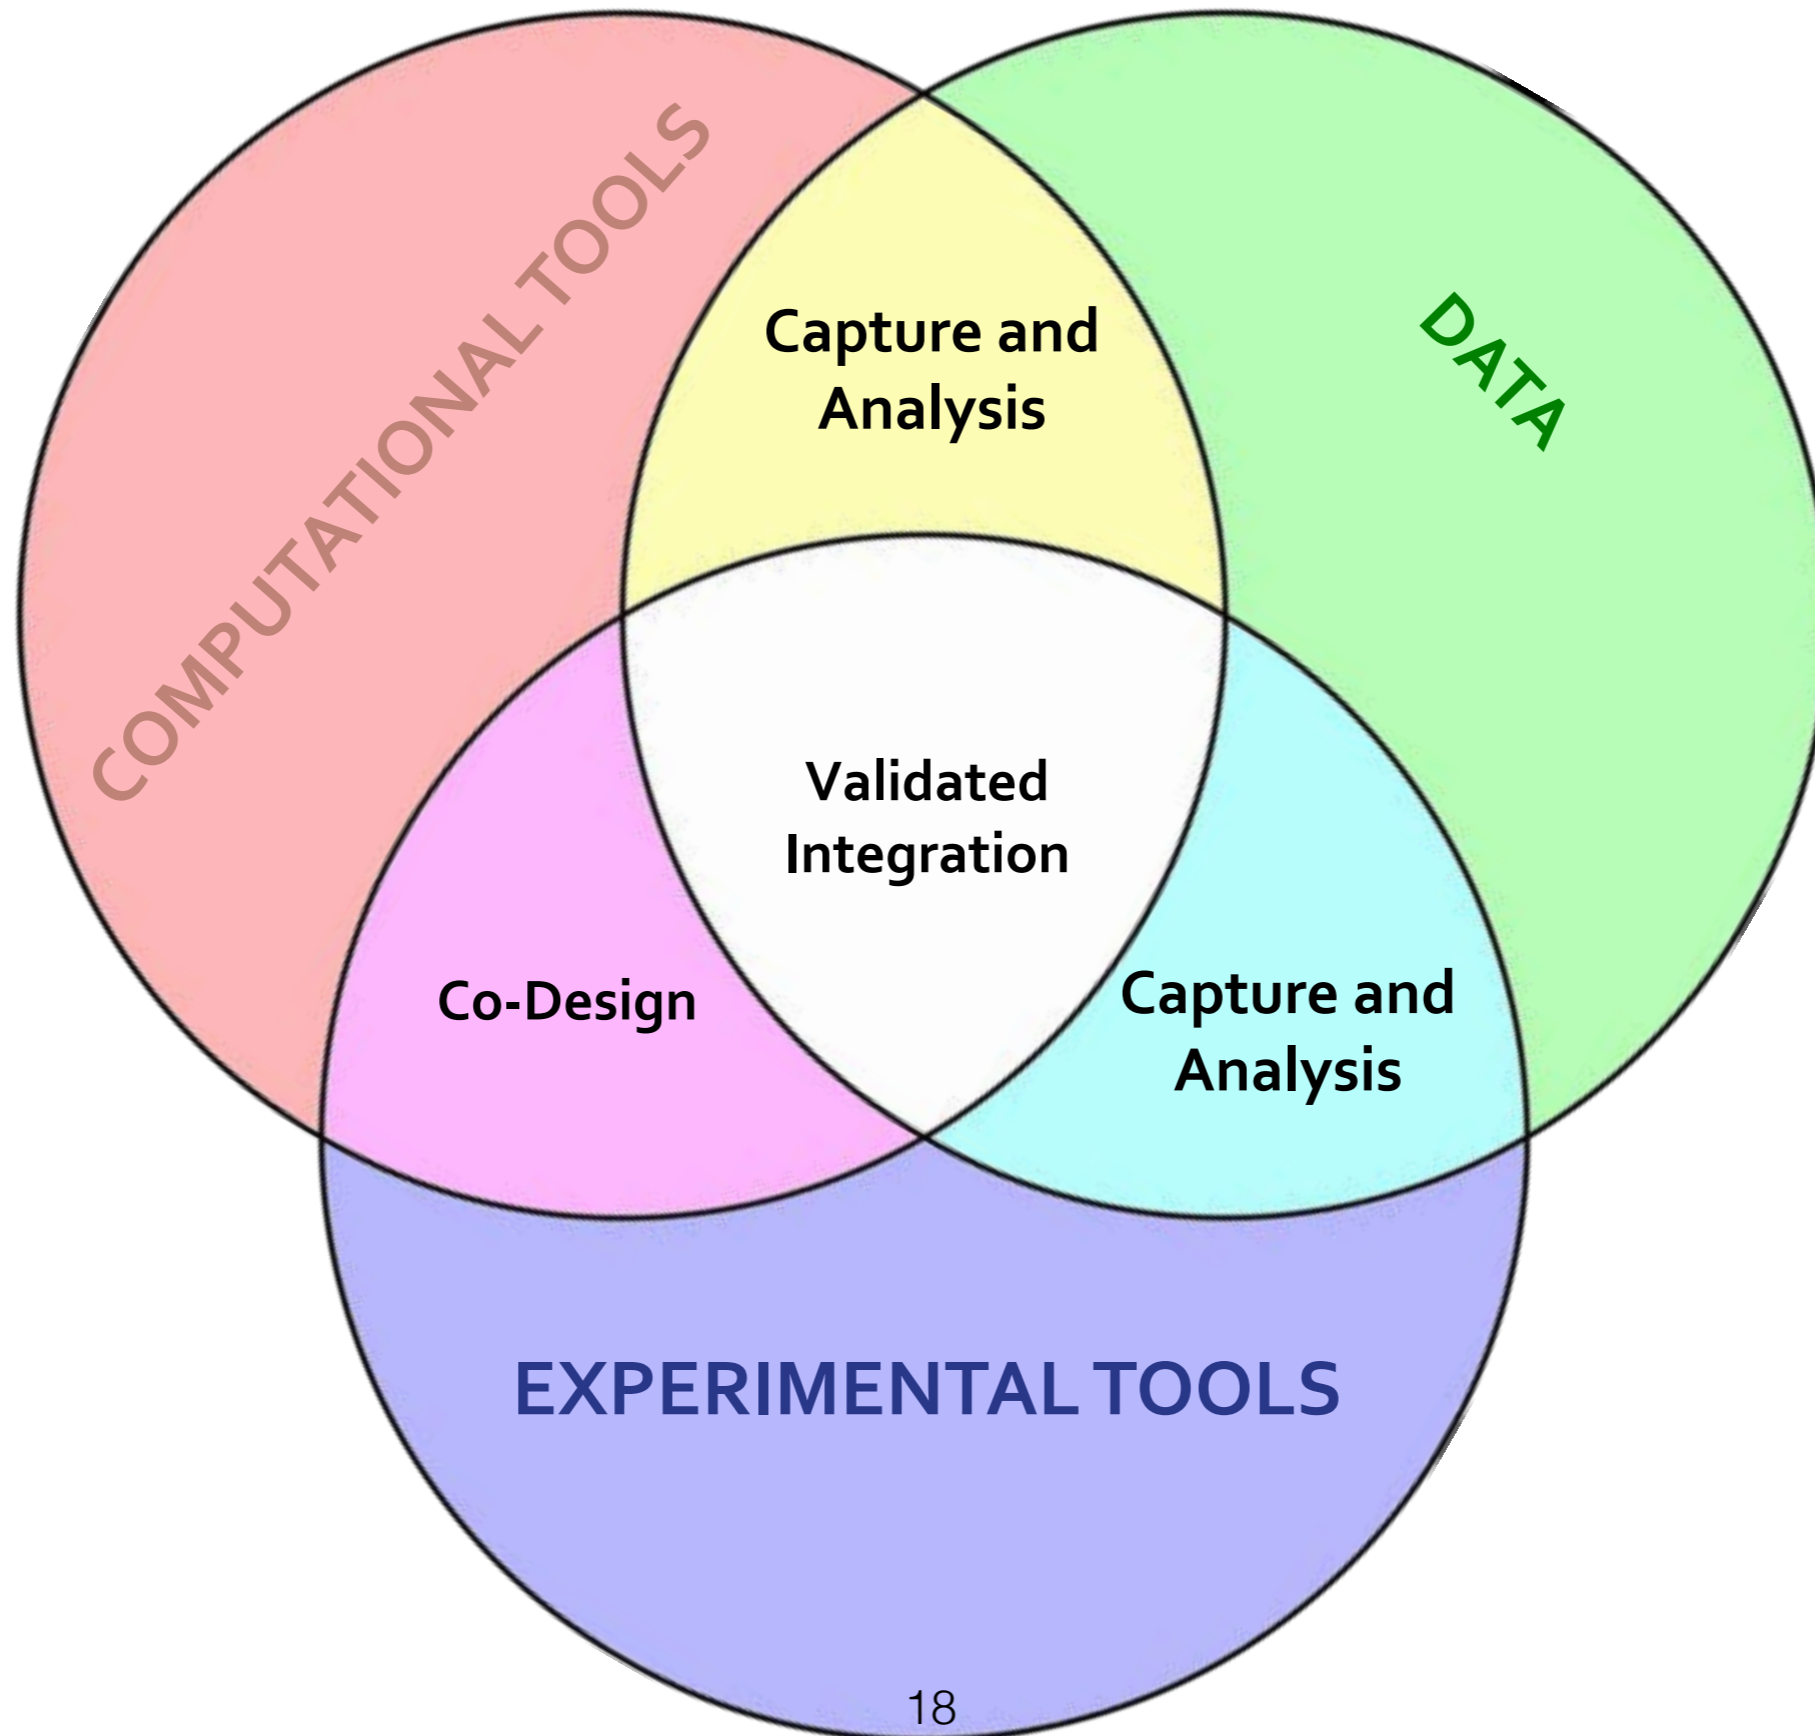 COMPUTATIONAL TOOLS
DATA
Capture and
Analysis
Validated
Integration
Co-Design
Capture and
Analysis
EXPERIMENTAL TOOLS
18